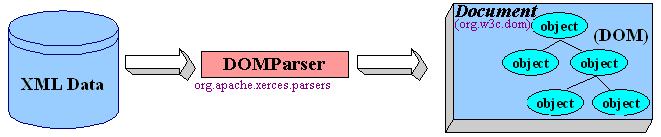 XML Data
DOMParser
org.apache.xerces.parsers
Document
(org.w3c.dom)
(DOM)
object
object
object
object
object